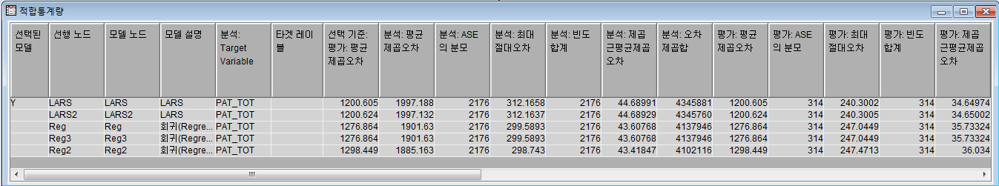 적합통계량
선택된 모델	선행 노드	모델 노드	모델 설명	분석: Target Variable	타겟 레이블	선택 기준: 평가: 평균제곱오차	분석: 평균제곱오차	분석: ASE의 분모	분석: 최대절대오차	분석: 빈도합계	분석: 제곱근평균제곱오차	분석: 오차제곱합	평가: 평균제곱오차	평가: ASE의 분모	평가: 최대절대오차	평가: 빈도합계	평가: 제곱근평균제곱오차
Y	LARS	LARS	LARS	PAT_TOT		1200.605	1997.188	2176	312.1658	2176	44.68991	4345881	1200.605	314	240.3002	314	34.64974
LARS2	LARS2	LARS	PAT_TOT		1200.624	1997.132	2176	312.1637	2176	44.68929	4345760	1200.624	314	240.3005	314	34.65002
Reg	Reg	회귀(Regre...	PAT_TOT		1276.864	1901.63	2176	299.5893	2176	43.60768	4137946	1276.864	314	247.0449	314	35.73324
Reg3	Reg3	회귀(Regre...	PAT_TOT		1276.864	1901.63	2176	299.5893	2176	43.60768	4137946	1276.864	314	247.0449	314	35.73324
Reg2	Reg2	회귀(Regre...	PAT_TOT		1298.449	1885.163	2176	298.743	2176	43.41847	4102116	1298.449	314	247.4713	314	36.034